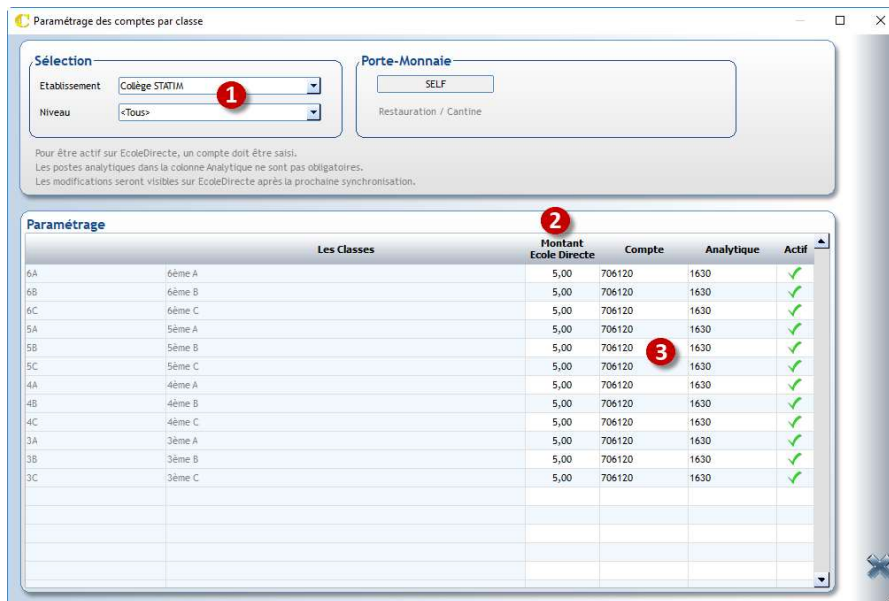 Paramétrage des comptes par classe
Sélection
Etablissement Collège STATIM
1
Niveau <Tous>
Porte-Monnaie
SELF
Restauration / Cantine
Pour être actif sur EcoleDirecte, un compte doit être saisi.
Les postes analytiques dans la colonne Analytique ne sont pas obligatoires.
Les modifications seront visibles sur EcoleDirecte après la prochaine synchronisation.
Paramétrage
2
Les Classes Montant Ecole Directe Compte Analytique Actif
6A 6ème A 5,00 706120 1630
6B 6ème B 5,00 706120 1630
6C 6ème C 5,00 706120 1630
5A 5ème A 5,00 706120 1630
5B 5ème B 5,00 706120 3 1630
5C 5ème C 5,00 706120 1630
4A 4ème A 5,00 706120 1630
4B 4ème B 5,00 706120 1630
4C 4ème C 5,00 706120 1630
3A 3ème A 5,00 706120 1630
3B 3ème B 5,00 706120 1630
3C 3ème C 5,00 706120 1630